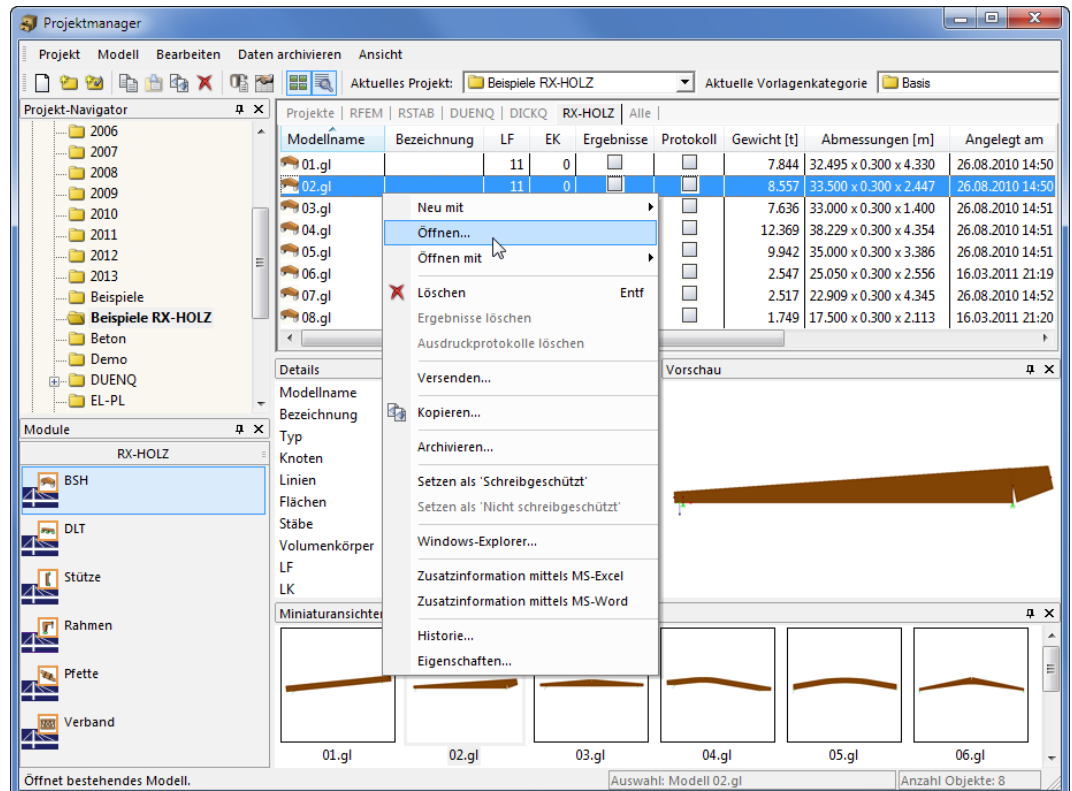 Projektmanager
Projekt Modell Bearbeiten Daten archivieren Ansicht
Aktuelles Projekt: Beispiele RX-HOLZ Aktuelle Vorlagenkategorie Basis
Projekt-Navigator
2006
2007
2008
2009
2010
2011
2012
2013
Beispiele
Beispiele RX-HOLZ
Beton
Demo
DUENQ
EL-PL
Module
RX-HOLZ
BSH
DLT
Stütze
Rahmen
Pfette
Verband
Projekte | RFEM | RSTAB | DUENQ | DICKQ RX-HOLZ Alle |
Modellname Bezeichnung LF EK Ergebnisse Protokoll Gewicht [t] Abmessungen [m] Angelegt am
01.gl 11 0 7.844 32.495 x 0.300 x 4.330 26.08.2010 14:50
02.gl 11 0 8.557 33.500 x 0.300 x 2.447 26.08.2010 14:50
03.gl 7.636 33.000 x 0.300 x 1.400 26.08.2010 14:51
04.gl 12.369 38.229 x 0.300 x 4.354 26.08.2010 14:51
05.gl 9.942 35.000 x 0.300 x 3.386 26.08.2010 14:51
06.gl 2.547 25.050 x 0.300 x 2.556 16.03.2011 21:19
07.gl 2.517 22.909 x 0.300 x 4.345 26.08.2010 14:52
08.gl 1.749 17.500 x 0.300 x 2.113 16.03.2011 21:20
Neu mit
Öffnen...
Öffnen mit
Löschen Entf
Ergebnisse löschen
Ausdruckprotokolle löschen
Versenden...
Kopieren...
Archivieren...
Setzen als 'Schreibgeschützt'
Setzen als 'Nicht schreibgeschützt'
Windows-Explorer...
Zusatzinformation mittels MS-Excel
Zusatzinformation mittels MS-Word
Historie...
Eigenschaften...
Details
Modellname
Bezeichnung
Typ
Knoten
Linien
Flächen
Stäbe
Volumenkörper
LF
LK
Vorschau
Miniaturansichten
01.gl 02.gl 03.gl 04.gl 05.gl 06.gl
Öffnet bestehendes Modell. Auswahl: Modell 02.gl Anzahl Objekte: 8